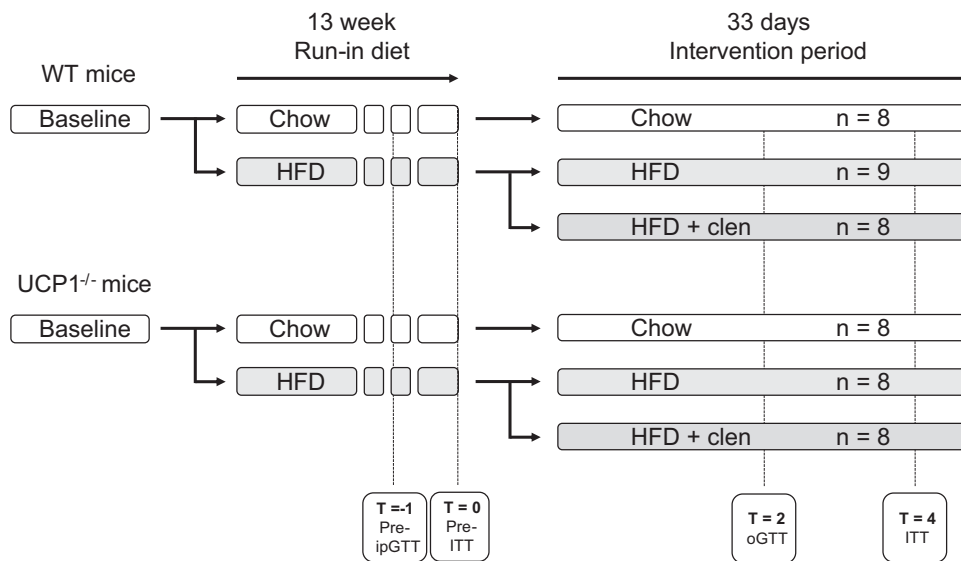 13 week
Run-in diet
33 days
Intervention period
WT mice
Baseline
Chow
Chow n = 8
HFD
HFD n = 9
HFD + clen n = 8
UCP1-/- mice
Baseline
Chow
Chow n = 8
HFD
HFD n = 8
HFD + clen n = 8
T =-1
Pre-
ipGTT
T = 0
Pre-
ITT
T = 2
oGTT
T = 4
ITT